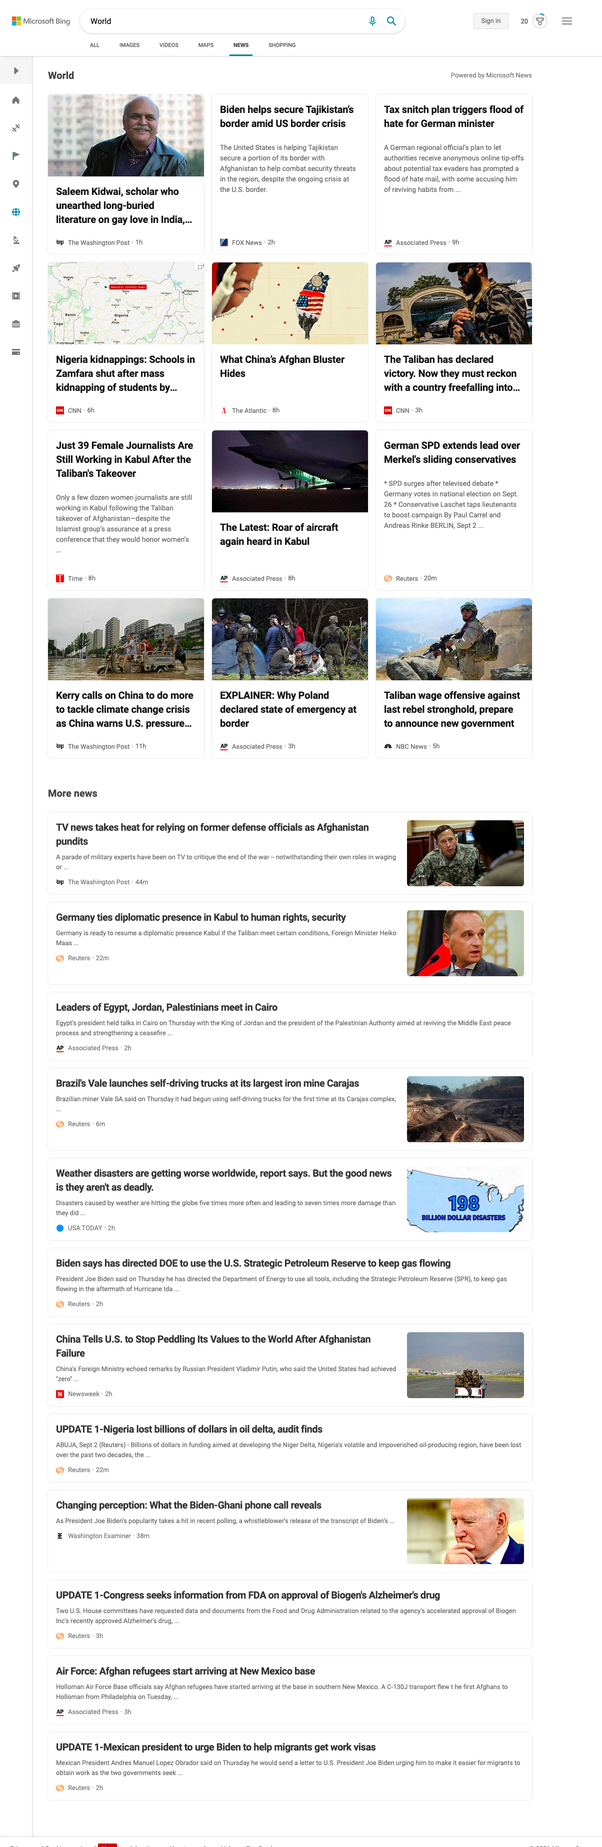 Microsoft Bing
World
Sign in
20
ALL
IMAGES
VIDEOS
MAPS
NEWS
SHOPPING
World
Powered by Microsoft News
Saleem Kidwai, scholar who
unearthed long-buried
literature on gay love in India,...
The Washington Post · 1h
Biden helps secure Tajikistan's
border amid US border crisis
The United States is helping Tajikistan
secure a portion of its border with
Afghanistan to help combat security threats
in the region, despite the ongoing crisis at
the U.S. border.
FOX News · 2h
Tax snitch plan triggers flood of
hate for German minister
A German regional official's plan to let
authorities receive anonymous online tip-offs
about potential tax evaders has prompted a
flood of hate mail, with some accusing him
of reviving habits from ...
AP Associated Press · 9h
Nigeria kidnappings: Schools in
Zamfara shut after mass
kidnapping of students by...
CNN · 6h
What China's Afghan Bluster
Hides
The Atlantic · 8h
The Taliban has declared
victory. Now they must reckon
with a country freefalling into...
CNN · 3h
Just 39 Female Journalists Are
Still Working in Kabul After the
Taliban's Takeover
Only a few dozen women journalists are still
working in Kabul following the Taliban
takeover of Afghanistan—despite the
Islamist group's assurance at a press
conference that they would honor women's
...
Time · 8h
The Latest: Roar of aircraft
again heard in Kabul
AP Associated Press · 8h
German SPD extends lead over
Merkel's sliding conservatives
* SPD surges after televised debate *
Germany votes in national election on Sept.
26 * Conservative Laschet taps lieutenants
to boost campaign By Paul Carrel and
Andreas Rinke BERLIN, Sept 2 ...
Reuters · 20m
Kerry calls on China to do more
to tackle climate change crisis
as China warns U.S. pressure...
The Washington Post · 11h
EXPLAINER: Why Poland
declared state of emergency at
border
AP Associated Press · 3h
Taliban wage offensive against
last rebel stronghold, prepare
to announce new government
NBC News · 5h
More news
TV news takes heat for relying on former defense officials as Afghanistan
pundits
A parade of military experts have been on TV to critique the end of the war – notwithstanding their own roles in waging
or ...
The Washington Post · 44m
Germany ties diplomatic presence in Kabul to human rights, security
Germany is ready to resume a diplomatic presence Kabul if the Taliban meet certain conditions, Foreign Minister Heiko
Maas ...
Reuters · 22m
Leaders of Egypt, Jordan, Palestinians meet in Cairo
Egypt's president held talks in Cairo on Thursday with the King of Jordan and the president of the Palestinian Authority aimed at reviving the Middle East peace
process and strengthening a ceasefire ...
AP Associated Press · 2h
Brazil's Vale launches self-driving trucks at its largest iron mine Carajas
Brazilian miner Vale SA said on Thursday it had begun using self-driving trucks for the first time at its Carajas complex,
...
Reuters · 6m
Weather disasters are getting worse worldwide, report says. But the good news
is they aren't as deadly.
Disasters caused by weather are hitting the globe five times more often and leading to seven times more damage than
they did ...
USA TODAY · 2h
198
BILLION DOLLAR DISASTERS
Biden says has directed DOE to use the U.S. Strategic Petroleum Reserve to keep gas flowing
President Joe Biden said on Thursday he has directed the Department of Energy to use all tools, including the Strategic Petroleum Reserve (SPR), to keep gas
flowing in the aftermath of Hurricane Ida ...
Reuters · 2h
China Tells U.S. to Stop Peddling Its Values to the World After Afghanistan
Failure
China's Foreign Ministry echoed remarks by Russian President Vladimir Putin, who said the United States had achieved
"zero" ...
Newsweek · 2h
UPDATE 1-Nigeria lost billions of dollars in oil delta, audit finds
ABUJA, Sept 2 (Reuters) - Billions of dollars in funding aimed at developing the Niger Delta, Nigeria's volatile and impoverished oil-producing region, have been lost
over the past two decades, the ...
Reuters · 22m
Changing perception: What the Biden-Ghani phone call reveals
As President Joe Biden's popularity takes a hit in recent polling, a whistleblower's release of the transcript of Biden's ...
Washington Examiner · 38m
UPDATE 1-Congress seeks information from FDA on approval of Biogen's Alzheimer's drug
Two U.S. House committees have requested data and documents from the Food and Drug Administration related to the agency's accelerated approval of Biogen
Inc's recently approved Alzheimer's drug, ...
Reuters · 3h
Air Force: Afghan refugees start arriving at New Mexico base
Holloman Air Force Base officials say Afghan refugees have started arriving at the base in southern New Mexico. A C-130J transport flew t he first Afghans to
Holloman from Philadelphia on Tuesday, ...
AP Associated Press · 3h
UPDATE 1-Mexican president to urge Biden to help migrants get work visas
Mexican President Andres Manuel Lopez Obrador said on Thursday he would send a letter to U.S. President Joe Biden urging him to make it easier for migrants to
obtain work as the two governments seek ...
Reuters · 2h